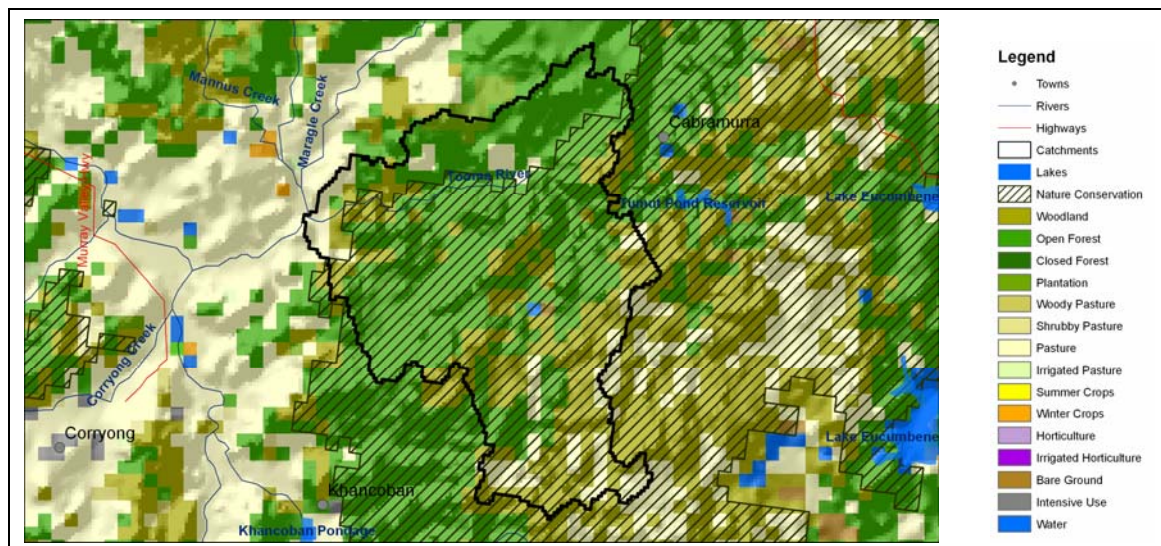 Mannus Creek
Maragle Creek
Tooma River
Cabramurra
Tumut Pond Reservoir
Lake Eucumbene
Murray Valley Hwy
Corryong Creek
Corryong
Khancoban
Khancoban Pondage
Lake Eucumbene
Legend
Towns
Rivers
Highways
Catchments
Lakes
Nature Conservation
Woodland
Open Forest
Closed Forest
Plantation
Woody Pasture
Shrubby Pasture
Pasture
Irrigated Pasture
Summer Crops
Winter Crops
Horticulture
Irrigated Horticulture
Bare Ground
Intensive Use
Water